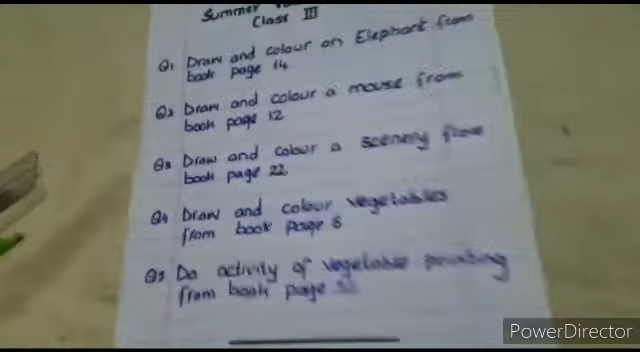 Summer
Class III
Q1 Draw and colour an Elephant from
book page 14
Q2 Draw and colour a mouse from
book page 12
Q3 Draw and colour a scenery from
book page 22
Q4 Draw and colour vegetables
from book page 6
Q5 Do activity of vegetable printing
from book page
PowerDirector